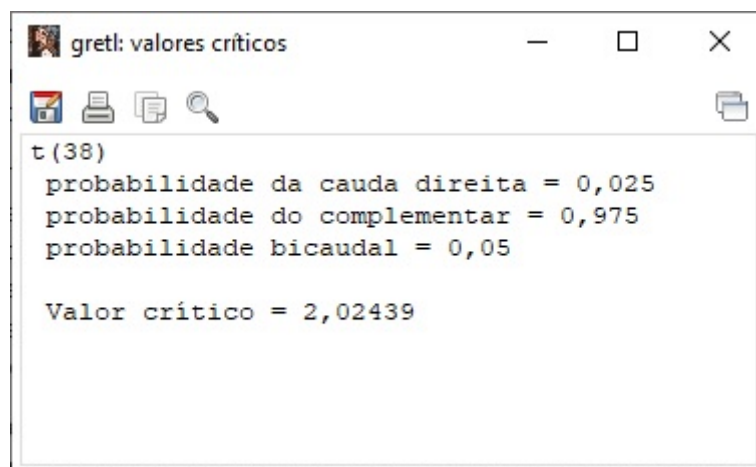 gretl: valores críticos
t(38)
probabilidade da cauda direita = 0,025
probabilidade do complementar = 0,975
probabilidade bicaudal = 0,05
Valor crítico = 2,02439